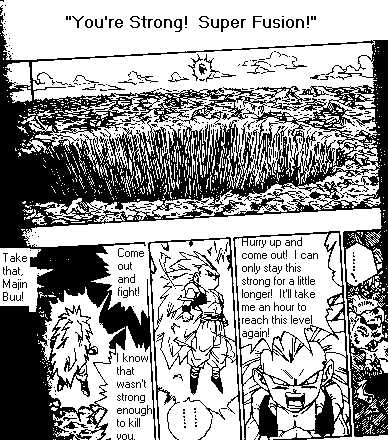 "You're Strong!  Super Fusion!"
Take
that,
Majin
Buu!
Come
out
and
fight!
I know
that
wasn't
strong
enough
to kill
you.
......
Hurry up and
come out!  I can
only stay this
strong for a little
longer!  It'll take
me an hour to
reach this level
again!
......